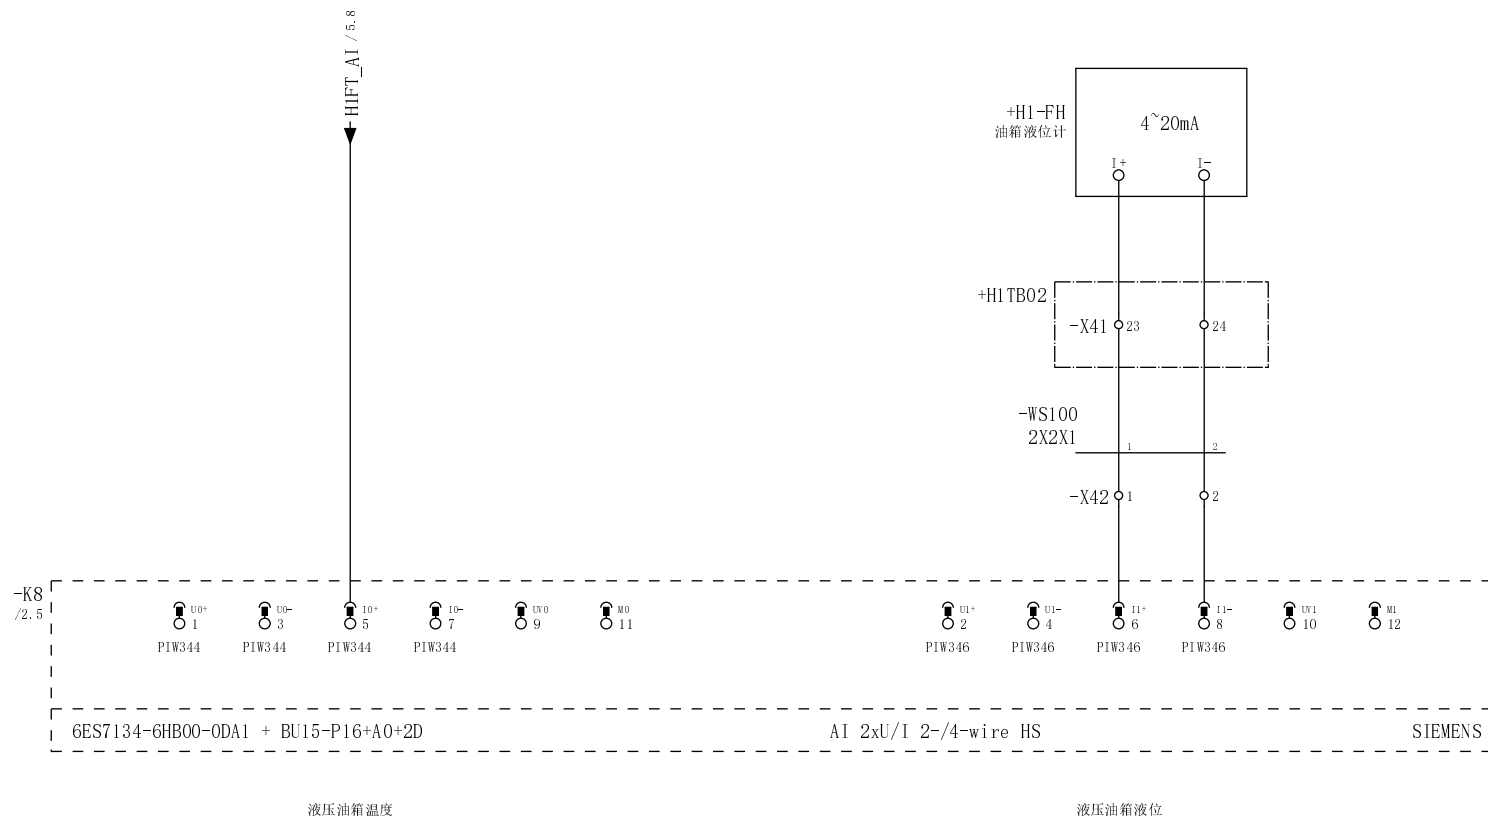 H1FT_AI / 5.8
+H1-FH
油箱液位计
4~20mA
I+ I-
+H1TB02
-X41 23 24
-WS100
2X2X1
1 2
-X42 1 2
-K8
/2.5
U0+ U0- I0+ I0- UV0 M0 U1+ U1- I1+ I1- UV1 M1
1 3 5 7 9 11 2 4 6 8 10 12
PIW344 PIW344 PIW344 PIW344 PIW346 PIW346 PIW346 PIW346
6ES7134-6HB00-0DA1 + BU15-P16+A0+2D AI 2xU/I 2-/4-wire HS SIEMENS
液压油箱温度 液压油箱液位